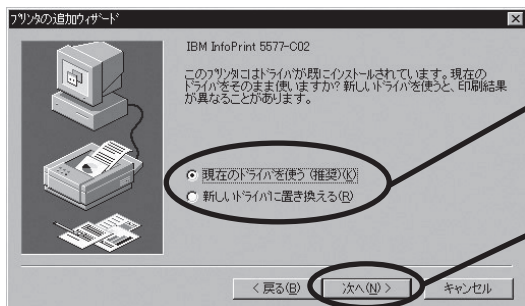 プリンタの追加ウィザード
IBM InfoPrint 5577-C02
このプリンタにはドライバが既にインストールされています。現在の
ドライバをそのまま使いますか? 新しいドライバを使うと、印刷結果
が異なることがあります。
現在のドライバを使う (推奨)(K)
新しいドライバに置き換える(R)
< 戻る(B)
次へ(N) >
キャンセル